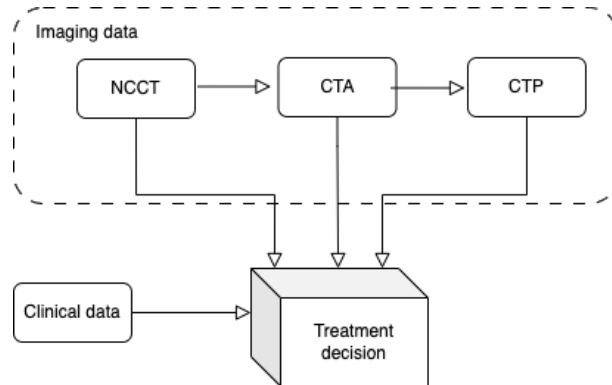 Imaging data
NCCT
CTA
CTP
Clinical data
Treatment
decision